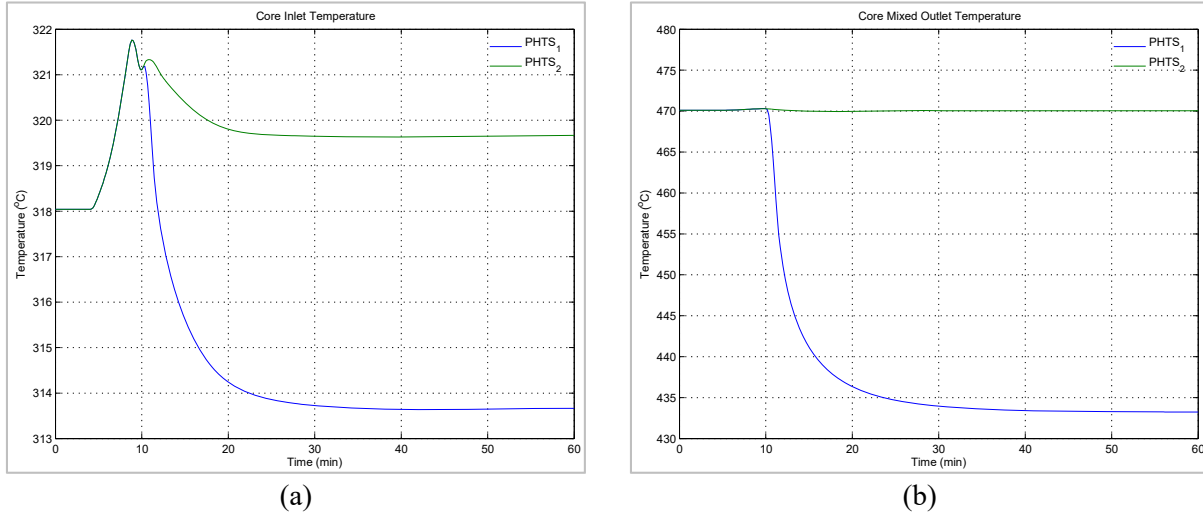 Core Inlet Temperature
322
321
320
319
318
317
316
315
314
313
Temperature (°C)
0 10 20 30 40 50 60
Time (min)
PHTS1
PHTS2
(a)
Core Mixed Outlet Temperature
480
475
470
465
460
455
450
445
440
435
430
Temperature (°C)
0 10 20 30 40 50 60
Time (min)
PHTS1
PHTS2
(b)